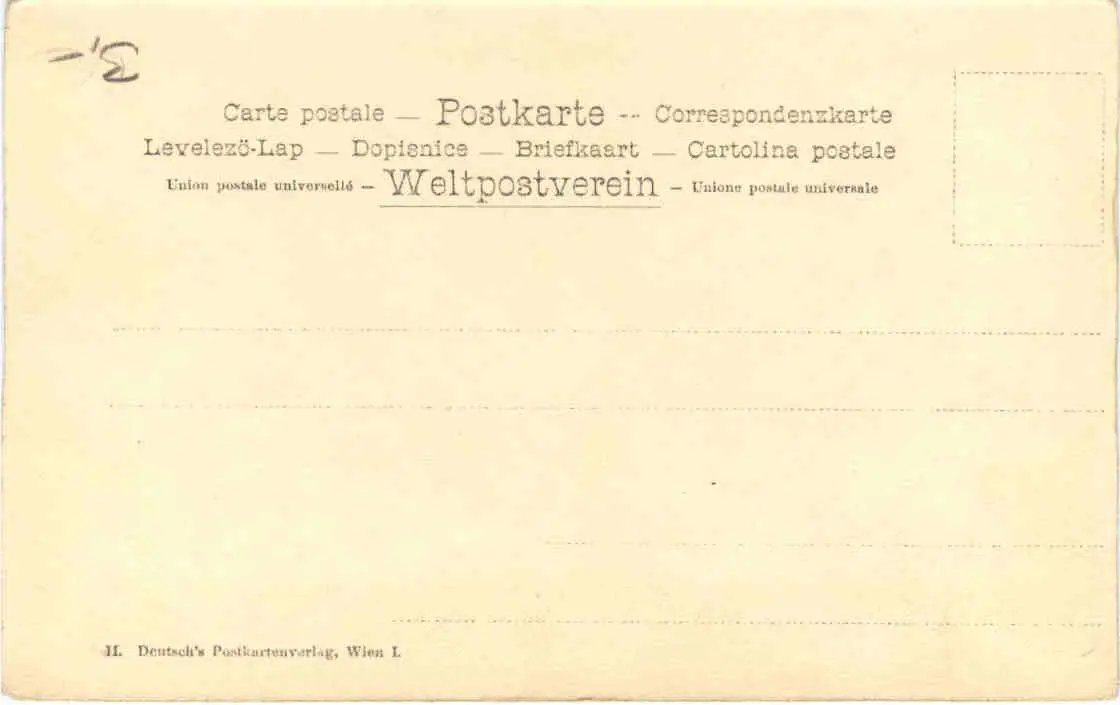 3,–
Carte postale — Postkarte -- Correspondenzkarte
Levelezö-Lap — Dopisnice — Briefkaart — Cartolina postale
Union postale universellé – Weltpostverein – Unione postale universale
H. Deutsch's Postkartenverlag, Wien I.